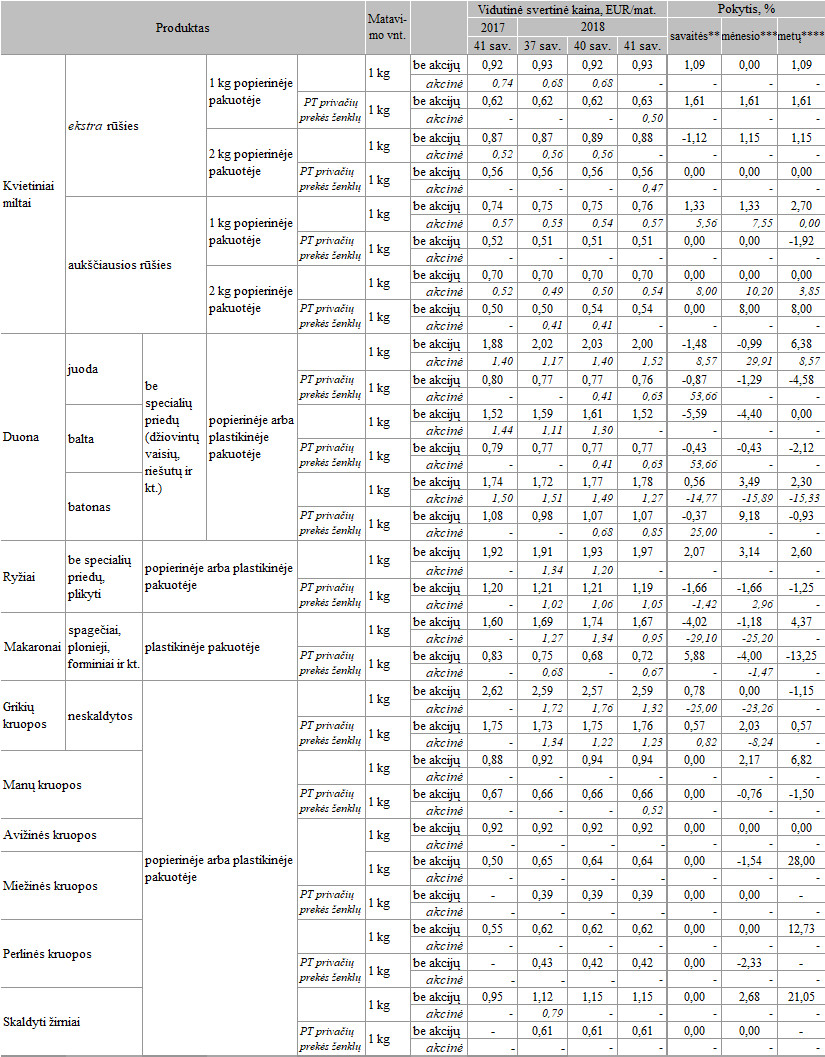 Produktas Matavi- Vidutinė svertinė kaina, EUR/mat. Pokytis, %
mo vnt. 2017 2018 savaitės** mėnesio*** metų****
41 sav. 37 sav. 40 sav. 41 sav.
Kvietiniai miltai
ekstra rūšies
1 kg popierinėje pakuotėje
1 kg be akcijų 0,92 0,93 0,92 0,93 1,09 0,00 1,09
akcinė 0,74 0,68 0,68 - - - -
PT privačių prekės ženklų 1 kg be akcijų 0,62 0,62 0,62 0,63 1,61 1,61 1,61
akcinė - - - 0,50 - - -
2 kg popierinėje pakuotėje
1 kg be akcijų 0,87 0,87 0,89 0,88 -1,12 1,15 1,15
akcinė 0,52 0,56 0,56 - - - -
PT privačių prekės ženklų 1 kg be akcijų 0,56 0,56 0,56 0,56 0,00 0,00 0,00
akcinė - - - 0,47 - - -
aukščiausios rūšies
1 kg popierinėje pakuotėje
1 kg be akcijų 0,74 0,75 0,75 0,76 1,33 1,33 2,70
akcinė 0,57 0,53 0,54 0,57 5,56 7,55 0,00
PT privačių prekės ženklų 1 kg be akcijų 0,52 0,51 0,51 0,51 0,00 0,00 -1,92
akcinė - - - - - - -
2 kg popierinėje pakuotėje
1 kg be akcijų 0,70 0,70 0,70 0,70 0,00 0,00 0,00
akcinė 0,52 0,49 0,50 0,54 8,00 10,20 3,85
PT privačių prekės ženklų 1 kg be akcijų 0,50 0,50 0,54 0,54 0,00 8,00 8,00
akcinė - 0,41 0,41 - - - -
Duona
be specialių priedų (džiovintų vaisių, riešutų ir kt.)
popierinėje arba plastikinėje pakuotėje
juoda
1 kg be akcijų 1,88 2,02 2,03 2,00 -1,48 -0,99 6,38
akcinė 1,40 1,17 1,40 1,52 8,57 29,91 8,57
PT privačių prekės ženklų 1 kg be akcijų 0,80 0,77 0,77 0,76 -0,87 -1,29 -4,58
akcinė - - 0,41 0,63 53,66 - -
balta
1 kg be akcijų 1,52 1,59 1,61 1,52 -5,59 -4,40 0,00
akcinė 1,44 1,11 1,30 - - - -
PT privačių prekės ženklų 1 kg be akcijų 0,79 0,77 0,77 0,77 -0,43 -0,43 -2,12
akcinė - - 0,41 0,63 53,66 - -
batonas
1 kg be akcijų 1,74 1,72 1,77 1,78 0,56 3,49 2,30
akcinė 1,50 1,51 1,49 1,27 -14,77 -15,89 -15,33
PT privačių prekės ženklų 1 kg be akcijų 1,08 0,98 1,07 1,07 -0,37 9,18 -0,93
akcinė - - 0,68 0,85 25,00 - -
Ryžiai
be specialių priedų, plikyti
popierinėje arba plastikinėje pakuotėje
1 kg be akcijų 1,92 1,91 1,93 1,97 2,07 3,14 2,60
akcinė - 1,34 1,20 - - - -
PT privačių prekės ženklų 1 kg be akcijų 1,20 1,21 1,21 1,19 -1,66 -1,66 -1,25
akcinė - 1,02 1,06 1,05 -1,42 2,96 -
Makaronai
spagečiai, plonieji, forminiai ir kt.
plastikinėje pakuotėje
1 kg be akcijų 1,60 1,69 1,74 1,67 -4,02 -1,18 4,37
akcinė - 1,27 1,34 0,95 -29,10 -25,20 -
PT privačių prekės ženklų 1 kg be akcijų 0,83 0,75 0,68 0,72 5,88 -4,00 -13,25
akcinė - 0,68 - 0,67 - -1,47 -
Grikių kruopos
neskaldytos
popierinėje arba plastikinėje pakuotėje
1 kg be akcijų 2,62 2,59 2,57 2,59 0,78 0,00 -1,15
akcinė - 1,72 1,76 1,32 -25,00 -23,26 -
PT privačių prekės ženklų 1 kg be akcijų 1,75 1,73 1,75 1,76 0,57 2,03 0,57
akcinė - 1,34 1,22 1,23 0,82 -8,24 -
Manų kruopos
1 kg be akcijų 0,88 0,92 0,94 0,94 0,00 2,17 6,82
akcinė - - - - - - -
PT privačių prekės ženklų 1 kg be akcijų 0,67 0,66 0,66 0,66 0,00 -0,76 -1,50
akcinė - - - 0,52 - - -
Avižinės kruopos
1 kg be akcijų 0,92 0,92 0,92 0,92 0,00 0,00 0,00
akcinė - - - - - - -
Miežinės kruopos
1 kg be akcijų 0,50 0,65 0,64 0,64 0,00 -1,54 28,00
akcinė - - - - - - -
PT privačių prekės ženklų 1 kg be akcijų - 0,39 0,39 0,39 0,00 0,00 -
akcinė - - - - - - -
Perlinės kruopos
1 kg be akcijų 0,55 0,62 0,62 0,62 0,00 0,00 12,73
akcinė - - - - - - -
PT privačių prekės ženklų 1 kg be akcijų - 0,43 0,42 0,42 0,00 -2,33 -
akcinė - - - - - - -
Skaldyti žirniai
1 kg be akcijų 0,95 1,12 1,15 1,15 0,00 2,68 21,05
akcinė - 0,79 - - - - -
PT privačių prekės ženklų 1 kg be akcijų - 0,61 0,61 0,61 0,00 0,00 -
akcinė - - - - - - -